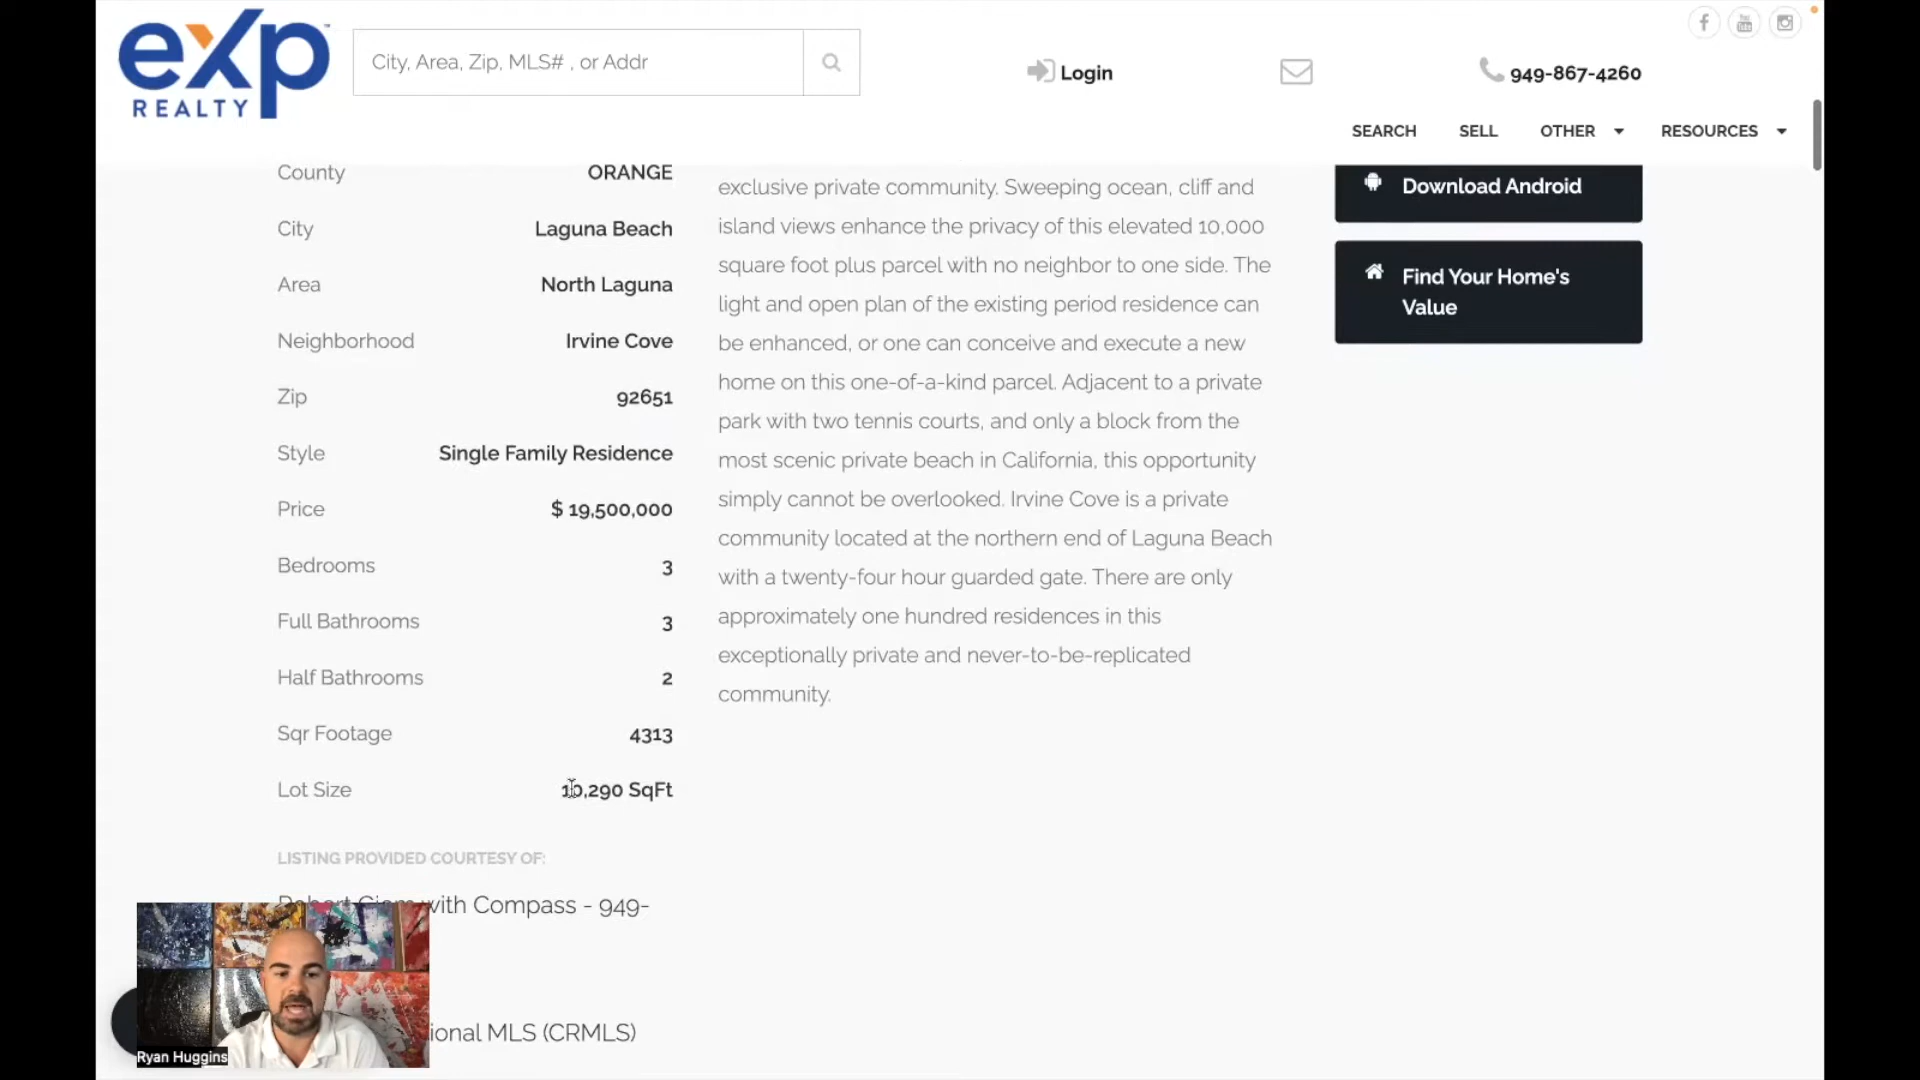 eXp
REALTY
City, Area, Zip, MLS# , or Addr
Login
949-867-4260
SEARCH
SELL
OTHER
RESOURCES
County ORANGE
City Laguna Beach
Area North Laguna
Neighborhood Irvine Cove
Zip 92651
Style Single Family Residence
Price $ 19,500,000
Bedrooms 3
Full Bathrooms 3
Half Bathrooms 2
Sqr Footage 4313
Lot Size 10,290 SqFt
LISTING PROVIDED COURTESY OF:
with Compass - 949-
ional MLS (CRMLS)
Ryan Huggins
exclusive private community. Sweeping ocean, cliff and
island views enhance the privacy of this elevated 10,000
square foot plus parcel with no neighbor to one side. The
light and open plan of the existing period residence can
be enhanced, or one can conceive and execute a new
home on this one-of-a-kind parcel. Adjacent to a private
park with two tennis courts, and only a block from the
most scenic private beach in California, this opportunity
simply cannot be overlooked. Irvine Cove is a private
community located at the northern end of Laguna Beach
with a twenty-four hour guarded gate. There are only
approximately one hundred residences in this
exceptionally private and never-to-be-replicated
community.
Download Android
Find Your Home's
Value